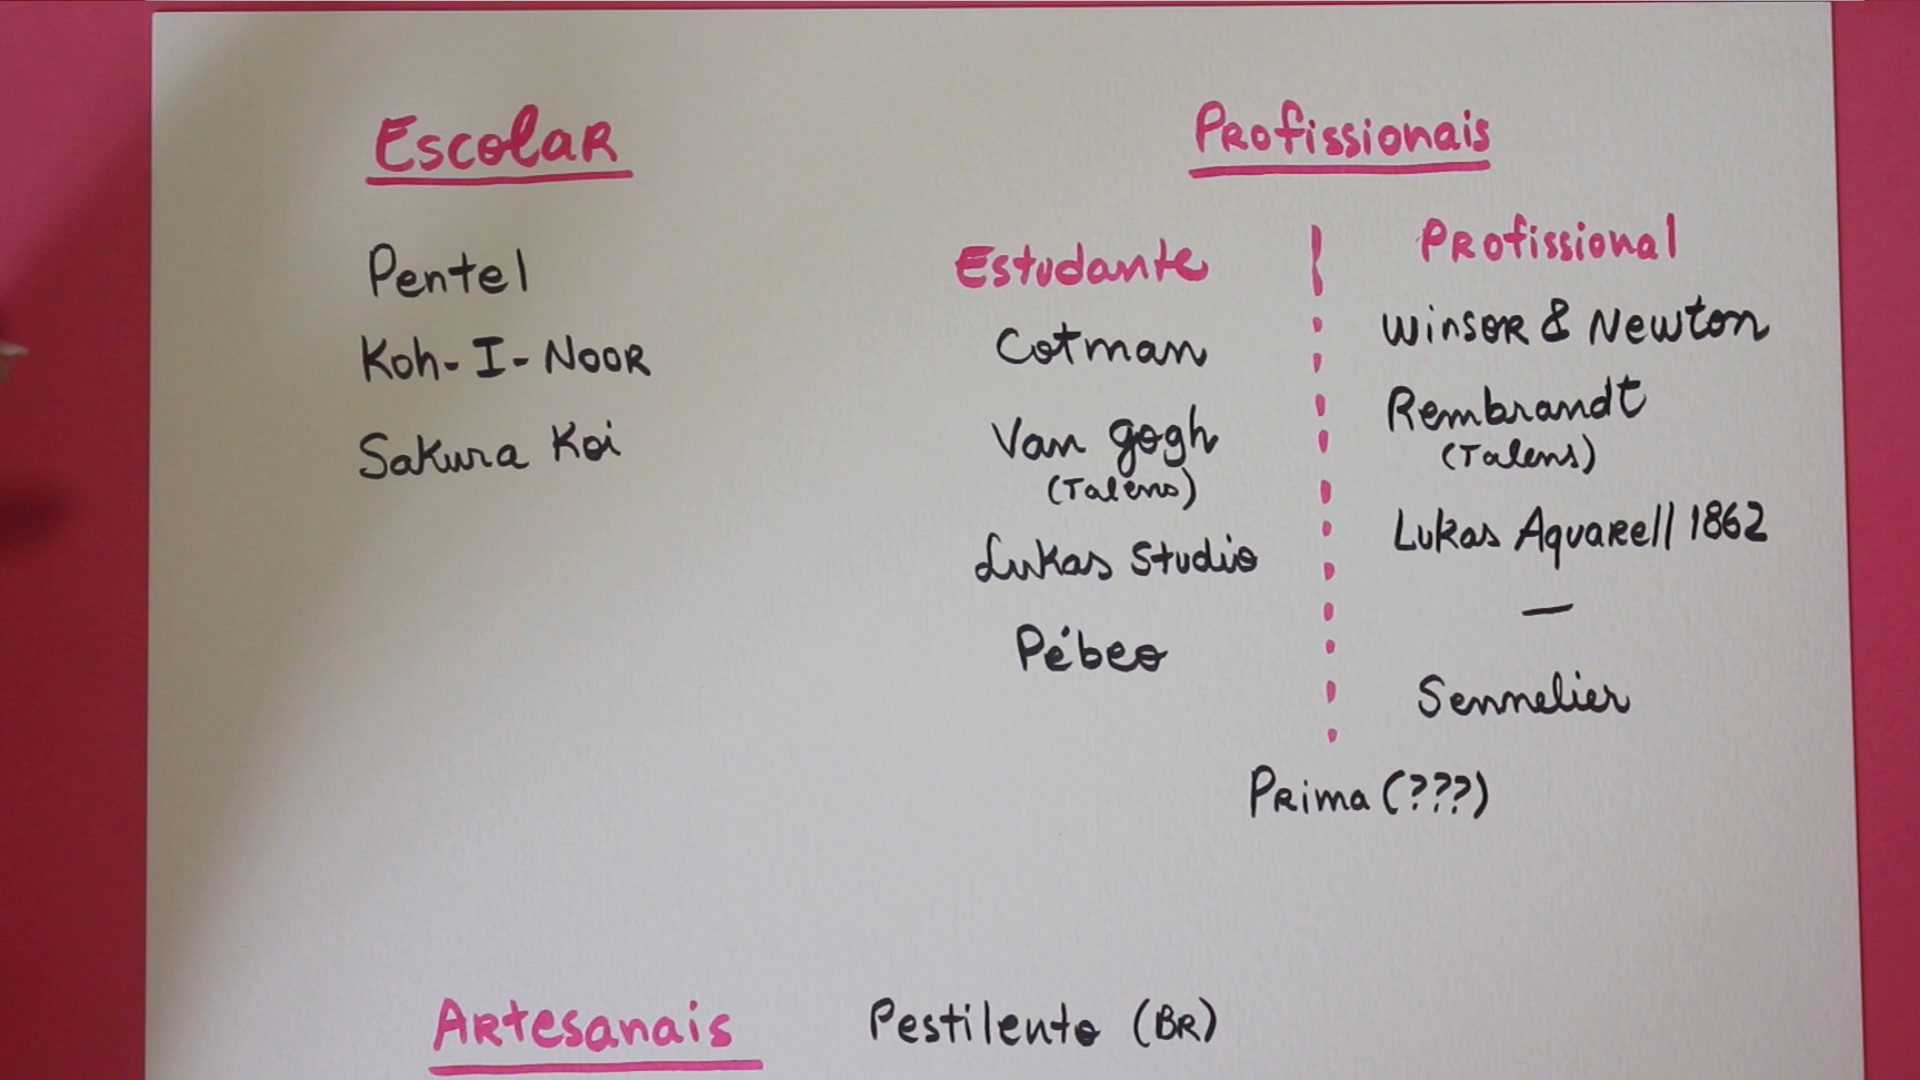 Escolar
Pentel
Koh-I-Noor
Sakura Koi
Profissionais
Estudante
Cotman
Van gogh
(Talens)
Lukas Studio
Pébeo
Profissional
Winsor & Newton
Rembrandt
(Talens)
Lukas Aquarell 1862
—
Sennelier
Prima (???)
Artesanais Pestilento (BR)